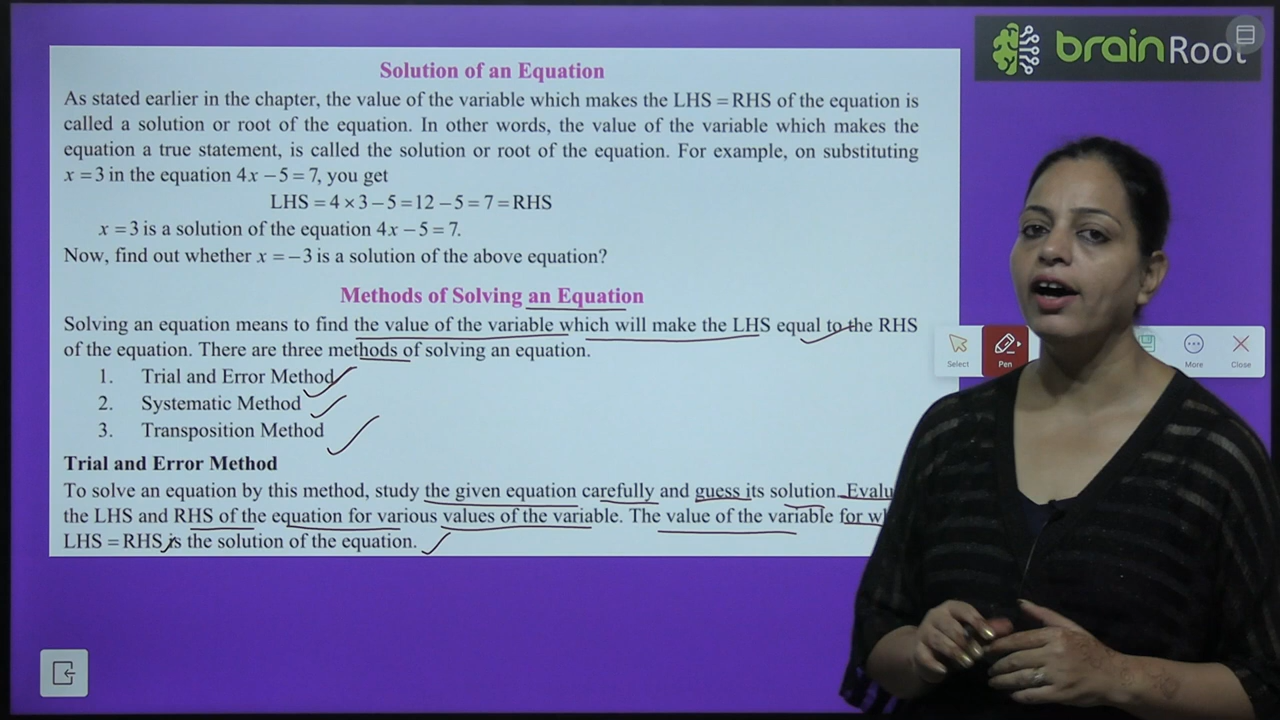 brainRoot
Solution of an Equation
As stated earlier in the chapter, the value of the variable which makes the LHS = RHS of the equation is
called a solution or root of the equation. In other words, the value of the variable which makes the
equation a true statement, is called the solution or root of the equation. For example, on substituting
x = 3 in the equation 4x − 5 = 7, you get
LHS = 4 × 3 − 5 = 12 − 5 = 7 = RHS
x = 3 is a solution of the equation 4x − 5 = 7.
Now, find out whether x = −3 is a solution of the above equation?
Methods of Solving an Equation
Solving an equation means to find the value of the variable which will make the LHS equal to the RHS
of the equation. There are three methods of solving an equation.
1. Trial and Error Method
2. Systematic Method
3. Transposition Method
Trial and Error Method
To solve an equation by this method, study the given equation carefully and guess its solution. Evalu
the LHS and RHS of the equation for various values of the variable. The value of the variable for wh
LHS = RHS is the solution of the equation.
Select
Pen
More
Close